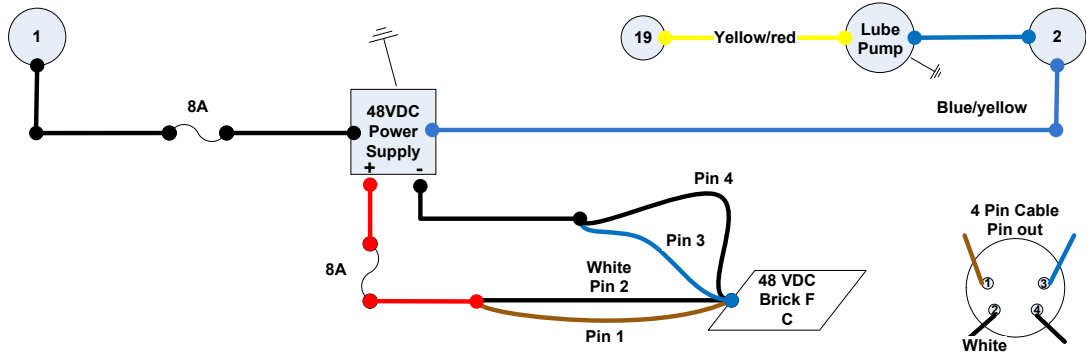 1
19
Yellow/red
Lube
Pump
2
8A
48VDC
Power
Supply
+
-
Blue/yellow
Pin 4
Pin 3
8A
White
Pin 2
Pin 1
48 VDC
Brick F
C
4 Pin Cable
Pin out
1
3
2
4
White